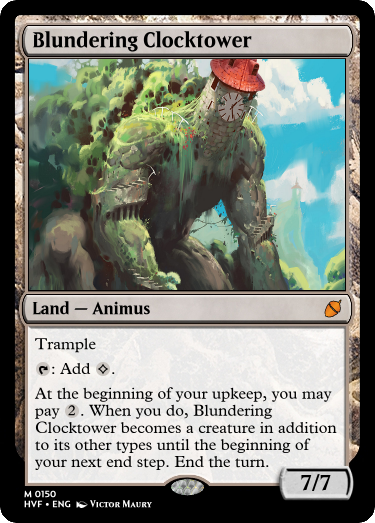 Blundering Clocktower
Land — Animus
Trample
: Add .
At the beginning of your upkeep, you may
pay 2. When you do, Blundering
Clocktower becomes a creature in addition
to its other types until the beginning of
your next end step. End the turn.
7/7
M 0150
HVF • ENG VICTOR MAURY